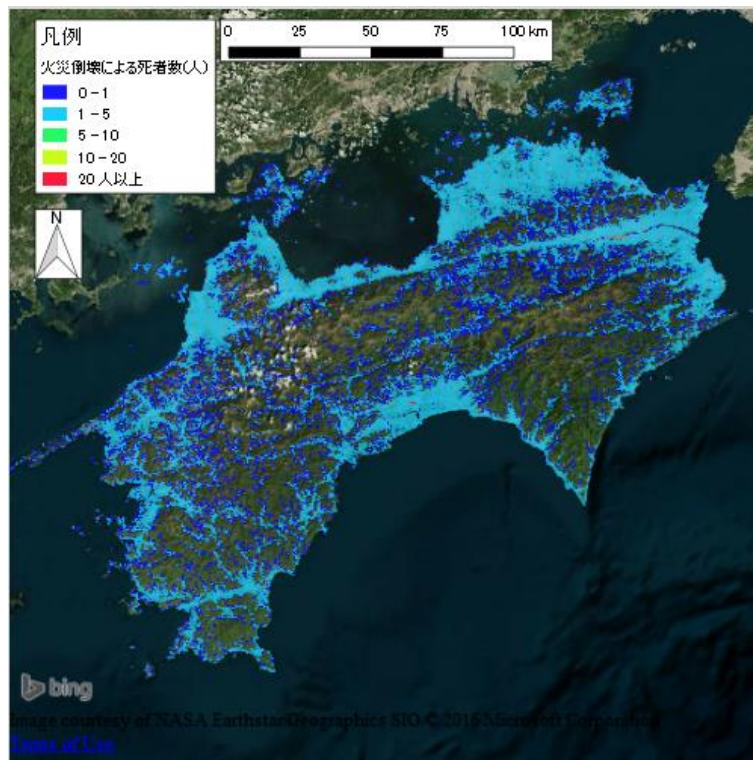 凡例
火災倒壊による死者数(人)
0 - 1
1 - 5
5 - 10
10 - 20
20 人以上
0 25 50 75 100 km
N
bing
Image courtesy of NASA Earthstar Geographics SIO © 2016 Microsoft Corporation
Terms of Use